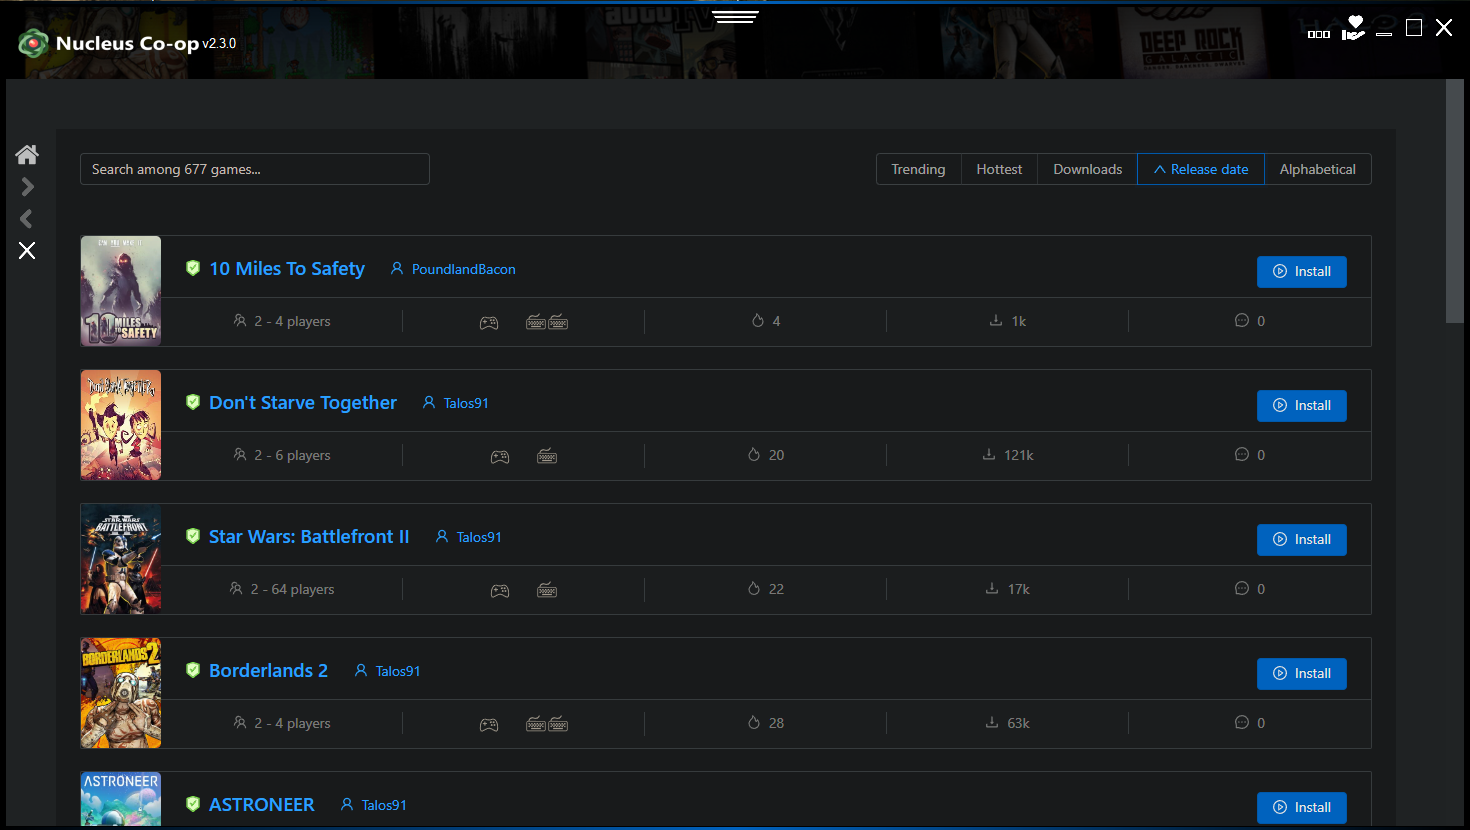 DEEP ROCK
GALACTIC
Nucleus Co-op v2.3.0
Search among 677 games...
Trending
Hottest
Downloads
Release date
Alphabetical
10 MILES TO SAFETY
10 Miles To Safety
PoundlandBacon
Install
2 - 4 players
4
1k
0
Don't Starve Together
Talos91
Install
2 - 6 players
20
121k
0
STAR WARS
BATTLEFRONT
II
Star Wars: Battlefront II
Talos91
Install
2 - 64 players
22
17k
0
BORDERLANDS 2
Borderlands 2
Talos91
Install
2 - 4 players
28
63k
0
ASTRONEER
ASTRONEER
Talos91
Install